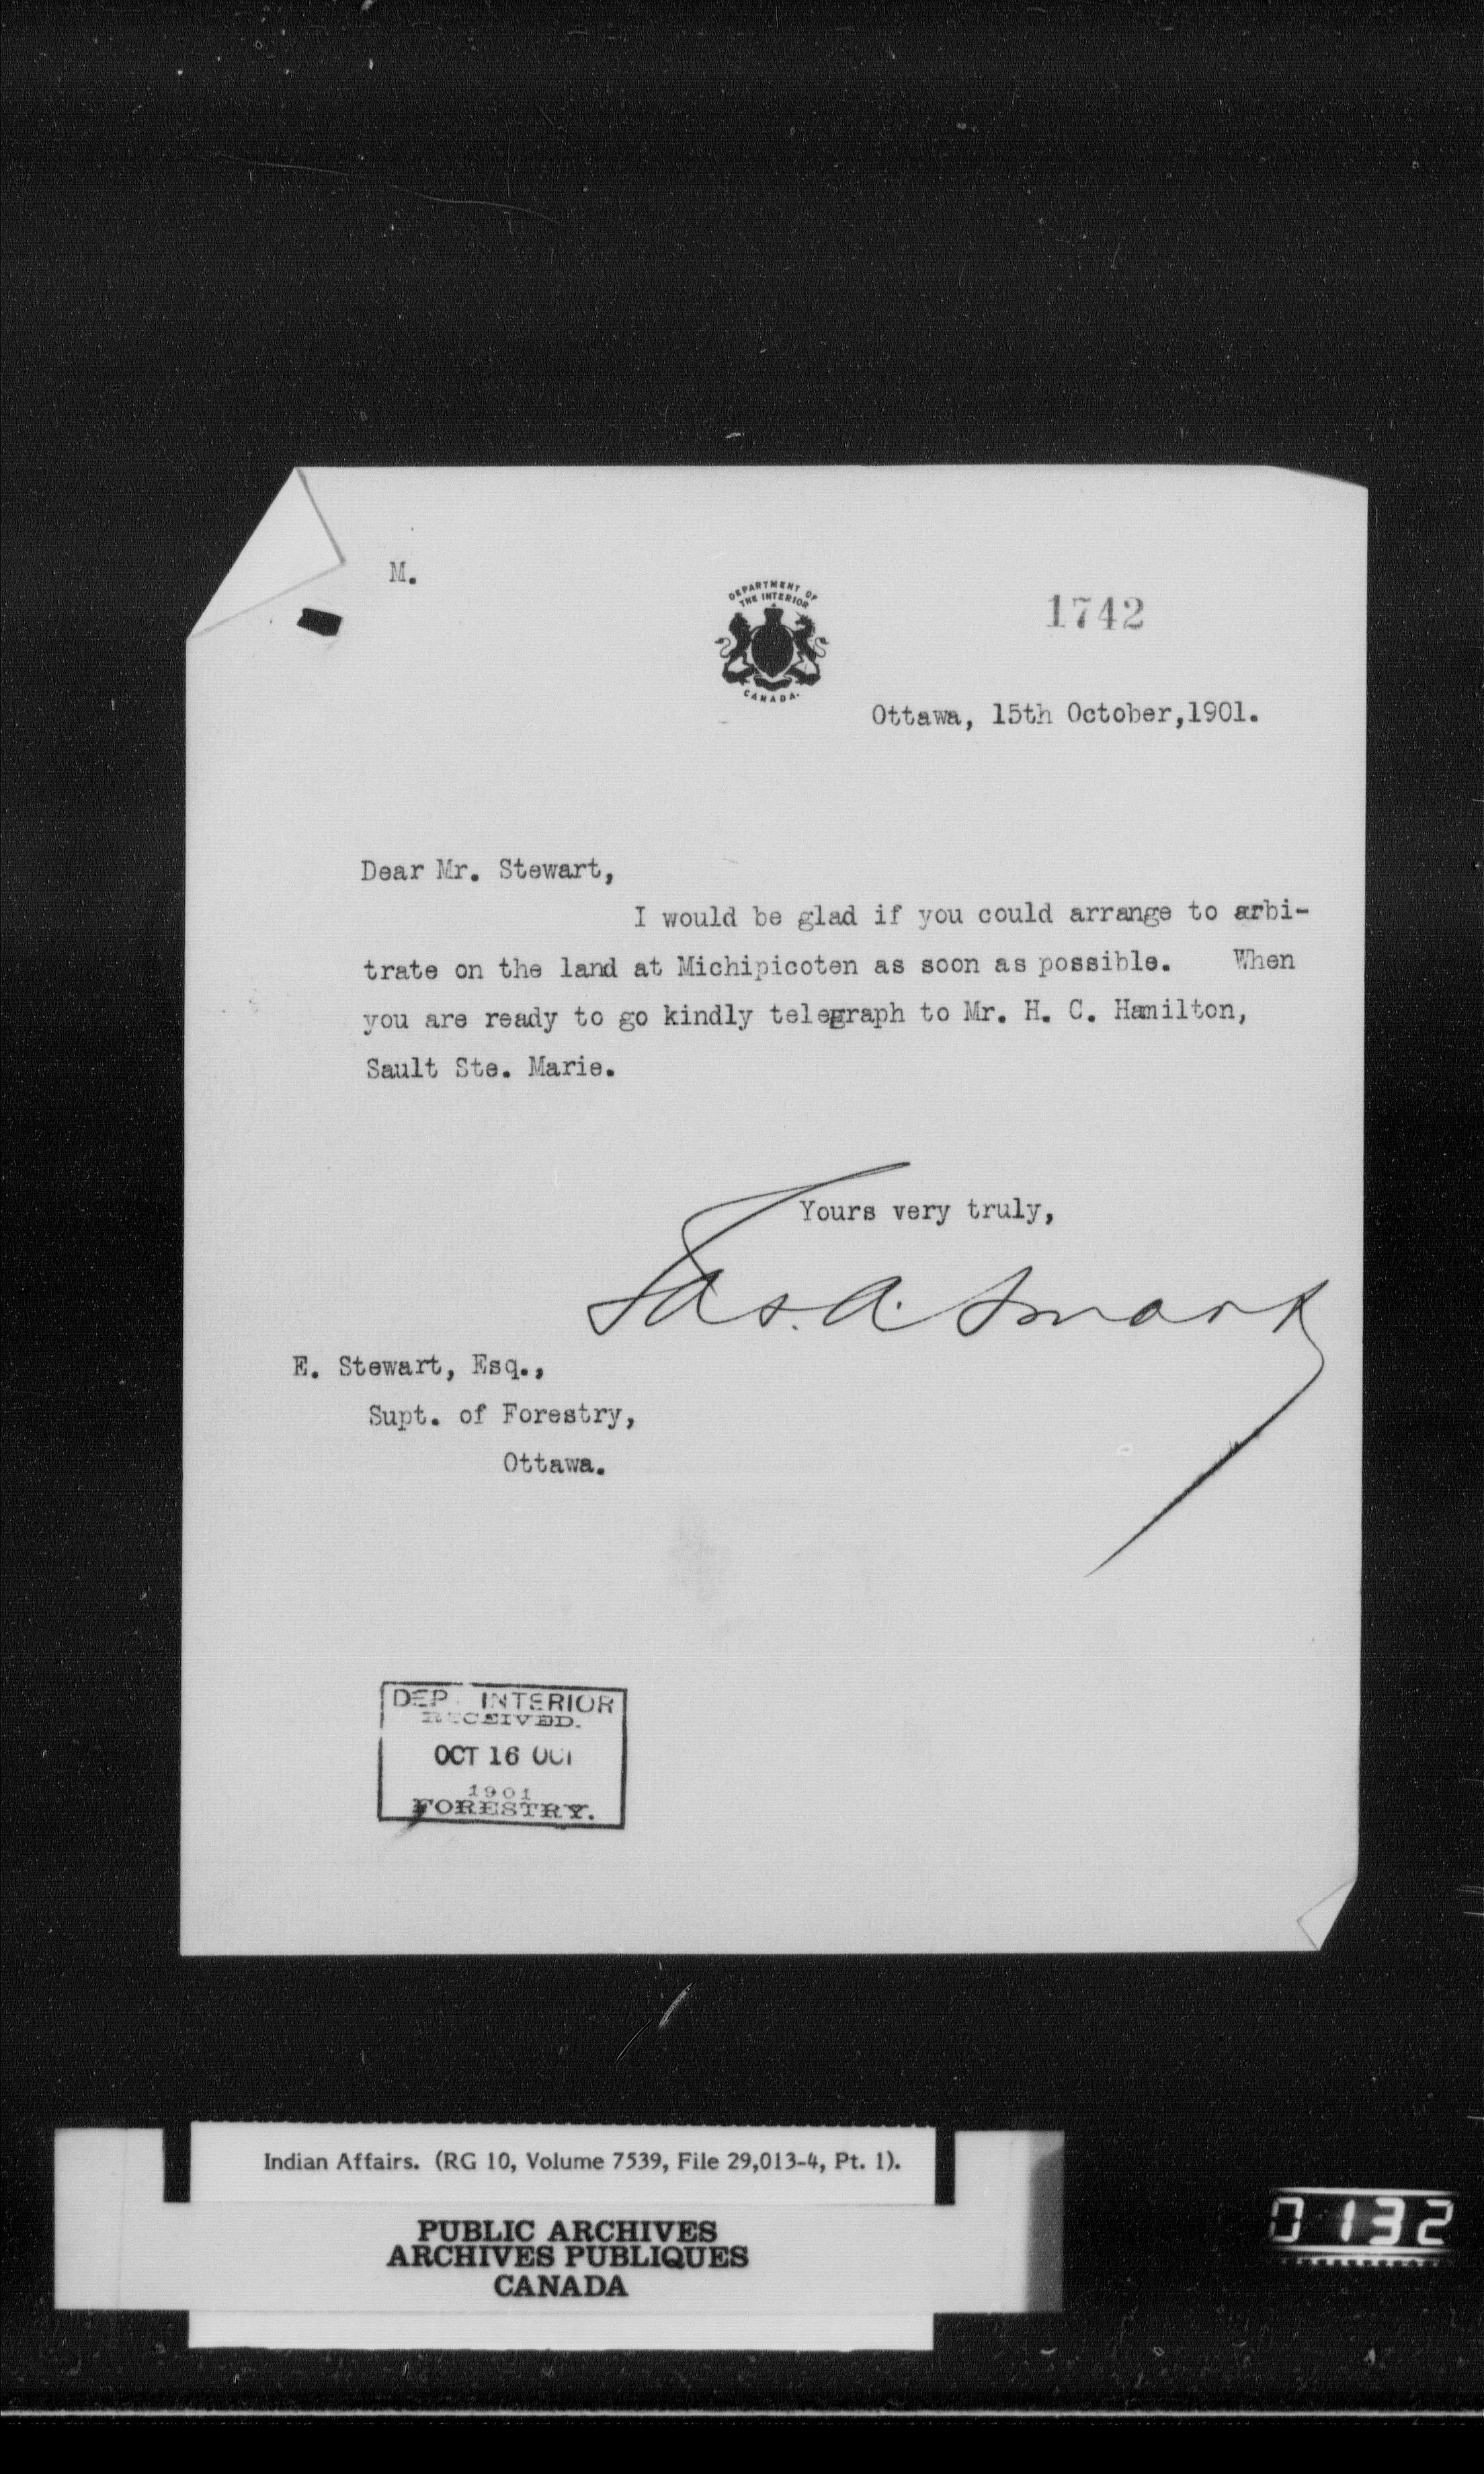 M.
DEPARTMENT OF
THE INTERIOR
CANADA.
1742
Ottawa, 15th October,1901.
Dear Mr. Stewart,
I would be glad if you could arrange to arbi-
trate on the land at Michipicoten as soon as possible. When
you are ready to go kindly telegraph to Mr. H. C. Hamilton,
Sault Ste. Marie.
Yours very truly,
Jas. A. Smart
E. Stewart, Esq.,
Supt. of Forestry,
Ottawa.
DEP. INTERIOR
RECEIVED.
OCT 16 OCT
1901
FORESTRY.
Indian Affairs. (RG 10, Volume 7539, File 29,013-4, Pt. 1).
PUBLIC ARCHIVES
ARCHIVES PUBLIQUES
CANADA
0132